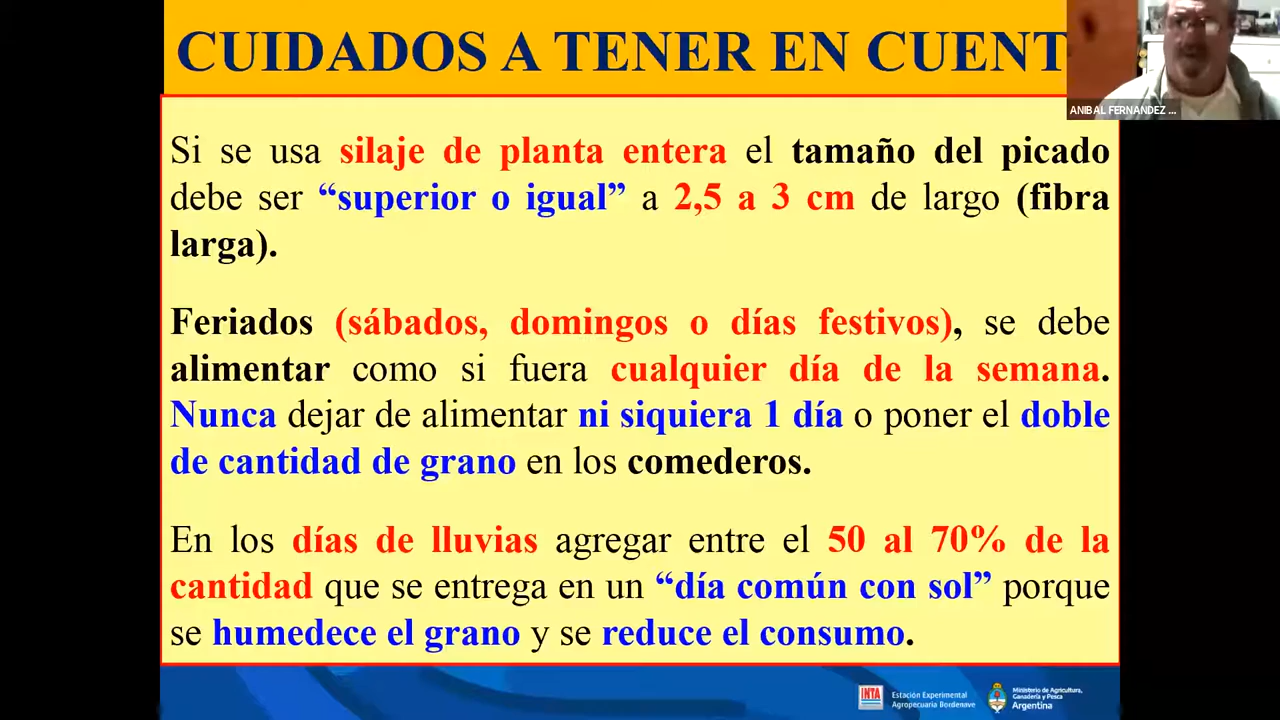 CUIDADOS A TENER EN CUENT
ANIBAL FERNANDEZ ...
Si se usa silaje de planta entera el tamaño del picado
debe ser “superior o igual” a 2,5 a 3 cm de largo (fibra
larga).
Feriados (sábados, domingos o días festivos), se debe
alimentar como si fuera cualquier día de la semana.
Nunca dejar de alimentar ni siquiera 1 día o poner el doble
de cantidad de grano en los comederos.
En los días de lluvias agregar entre el 50 al 70% de la
cantidad que se entrega en un “día común con sol” porque
se humedece el grano y se reduce el consumo.
INTA
Estación Experimental
Agropecuaria Bordenave
Ministerio de Agricultura,
Ganadería y Pesca
Argentina